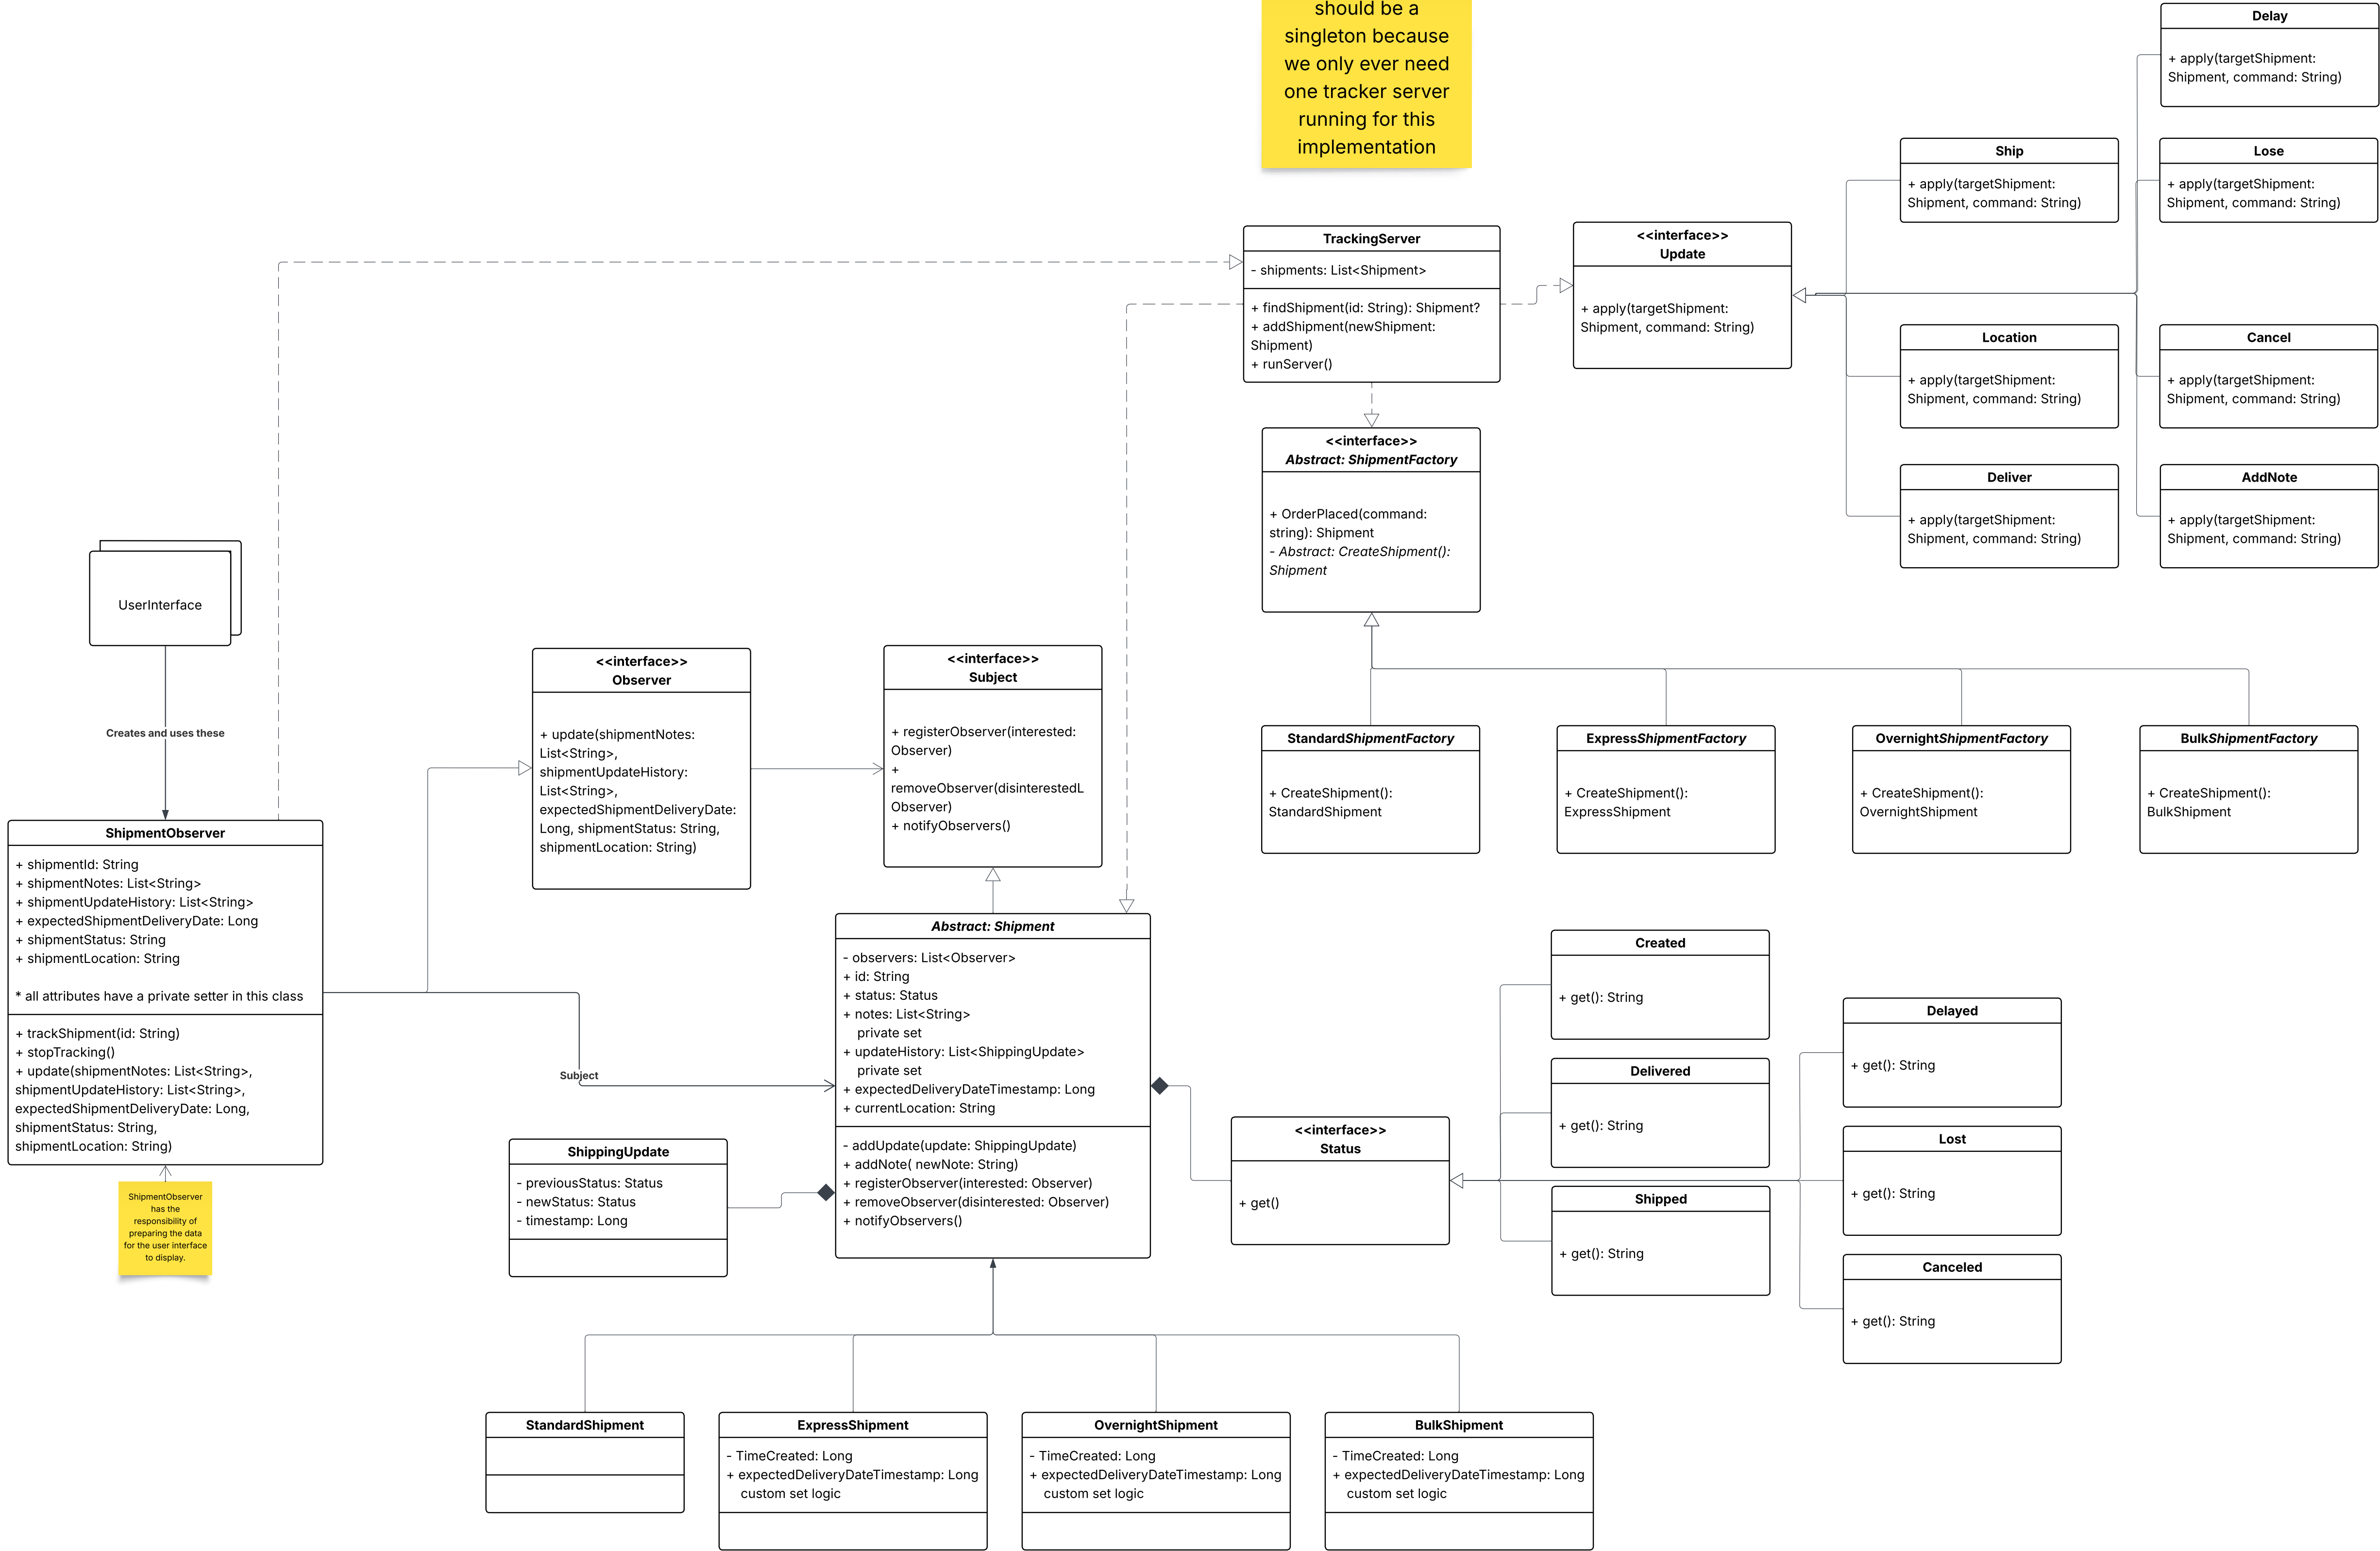 should be a
singleton because
we only ever need
one tracker server
running for this
implementation
Delay
+ apply(targetShipment:
Shipment, command: String)
Ship
+ apply(targetShipment:
Shipment, command: String)
Lose
+ apply(targetShipment:
Shipment, command: String)
TrackingServer
- shipments: List<Shipment>
+ findShipment(id: String): Shipment?
+ addShipment(newShipment:
Shipment)
+ runServer()
<<interface>>
Update
+ apply(targetShipment:
Shipment, command: String)
Location
+ apply(targetShipment:
Shipment, command: String)
Cancel
+ apply(targetShipment:
Shipment, command: String)
Deliver
+ apply(targetShipment:
Shipment, command: String)
AddNote
+ apply(targetShipment:
Shipment, command: String)
<<interface>>
Abstract: ShipmentFactory
+ OrderPlaced(command:
string): Shipment
- Abstract: CreateShipment():
Shipment
UserInterface
Creates and uses these
<<interface>>
Observer
+ update(shipmentNotes:
List<String>,
shipmentUpdateHistory:
List<String>,
expectedShipmentDeliveryDate:
Long, shipmentStatus: String,
shipmentLocation: String)
<<interface>>
Subject
+ registerObserver(interested:
Observer)
+
removeObserver(disinterestedL
Observer)
+ notifyObservers()
StandardShipmentFactory
+ CreateShipment():
StandardShipment
ExpressShipmentFactory
+ CreateShipment():
ExpressShipment
OvernightShipmentFactory
+ CreateShipment():
OvernightShipment
BulkShipmentFactory
+ CreateShipment():
BulkShipment
ShipmentObserver
+ shipmentId: String
+ shipmentNotes: List<String>
+ shipmentUpdateHistory: List<String>
+ expectedShipmentDeliveryDate: Long
+ shipmentStatus: String
+ shipmentLocation: String
* all attributes have a private setter in this class
+ trackShipment(id: String)
+ stopTracking()
+ update(shipmentNotes: List<String>,
shipmentUpdateHistory: List<String>,
expectedShipmentDeliveryDate: Long,
shipmentStatus: String,
shipmentLocation: String)
ShipmentObserver
has the
responsibility of
preparing the data
for the user interface
to display.
Subject
Abstract: Shipment
- observers: List<Observer>
+ id: String
+ status: Status
+ notes: List<String>
private set
+ updateHistory: List<ShippingUpdate>
private set
+ expectedDeliveryDateTimestamp: Long
+ currentLocation: String
- addUpdate(update: ShippingUpdate)
+ addNote( newNote: String)
+ registerObserver(interested: Observer)
+ removeObserver(disinterested: Observer)
+ notifyObservers()
ShippingUpdate
- previousStatus: Status
- newStatus: Status
- timestamp: Long
<<interface>>
Status
+ get()
Created
+ get(): String
Delivered
+ get(): String
Shipped
+ get(): String
Delayed
+ get(): String
Lost
+ get(): String
Canceled
+ get(): String
StandardShipment
ExpressShipment
- TimeCreated: Long
+ expectedDeliveryDateTimestamp: Long
custom set logic
OvernightShipment
- TimeCreated: Long
+ expectedDeliveryDateTimestamp: Long
custom set logic
BulkShipment
- TimeCreated: Long
+ expectedDeliveryDateTimestamp: Long
custom set logic